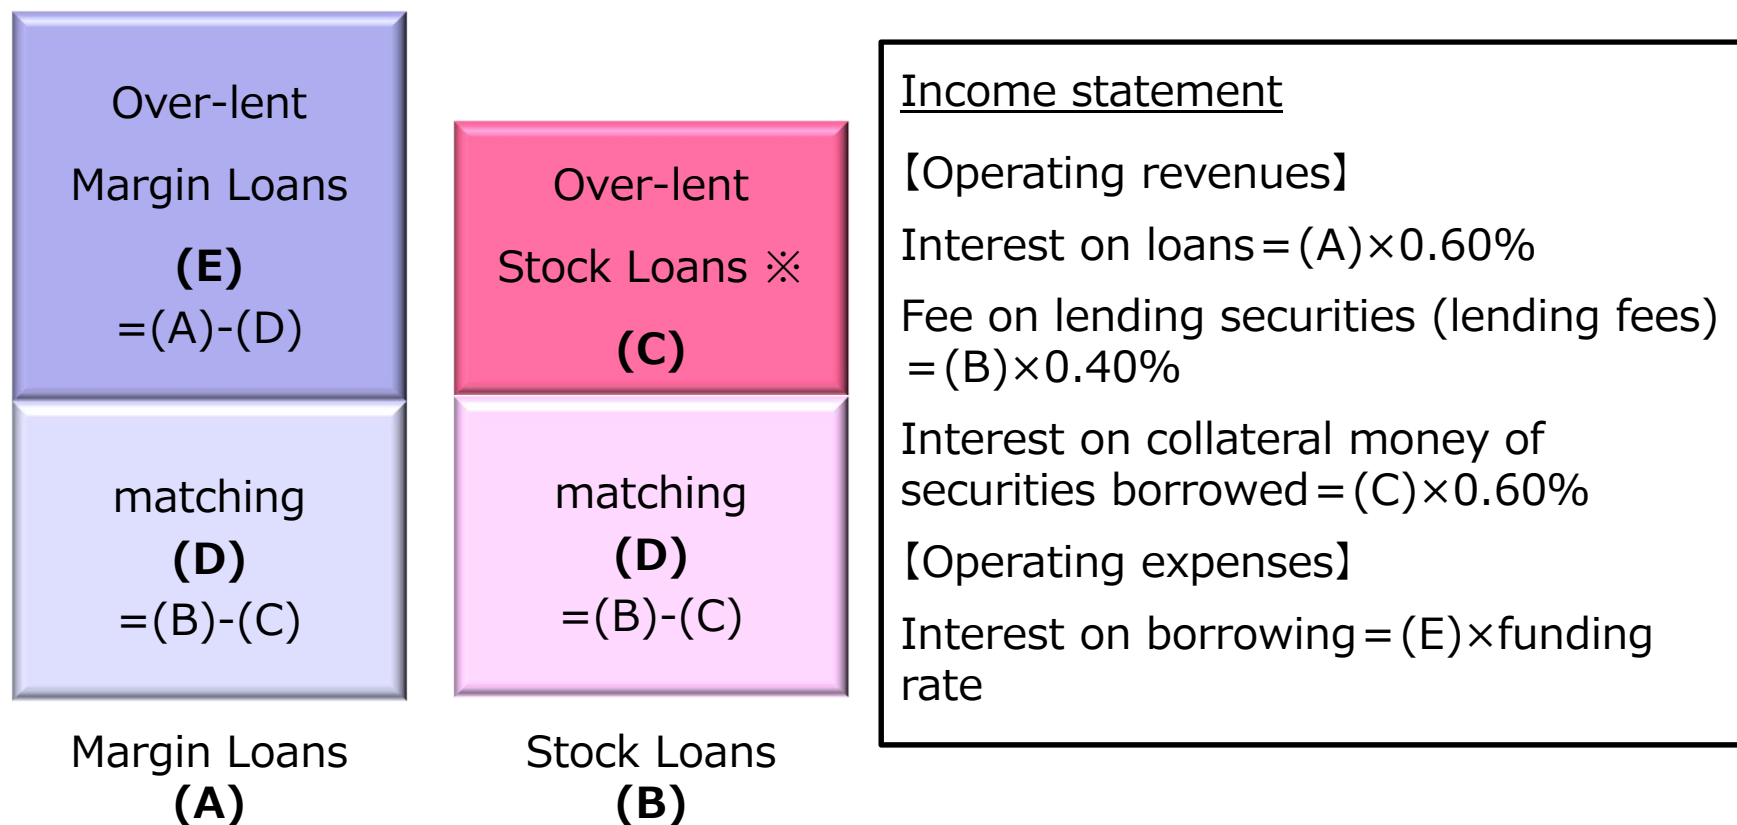 Over-lent
Margin Loans
(E)
=(A)-(D)
matching
(D)
=(B)-(C)
Margin Loans
(A)
Over-lent
Stock Loans ※
(C)
matching
(D)
=(B)-(C)
Stock Loans
(B)
Income statement
【Operating revenues】
Interest on loans=(A)×0.60%
Fee on lending securities (lending fees)
=(B)×0.40%
Interest on collateral money of
securities borrowed=(C)×0.60%
【Operating expenses】
Interest on borrowing=(E)×funding
rate